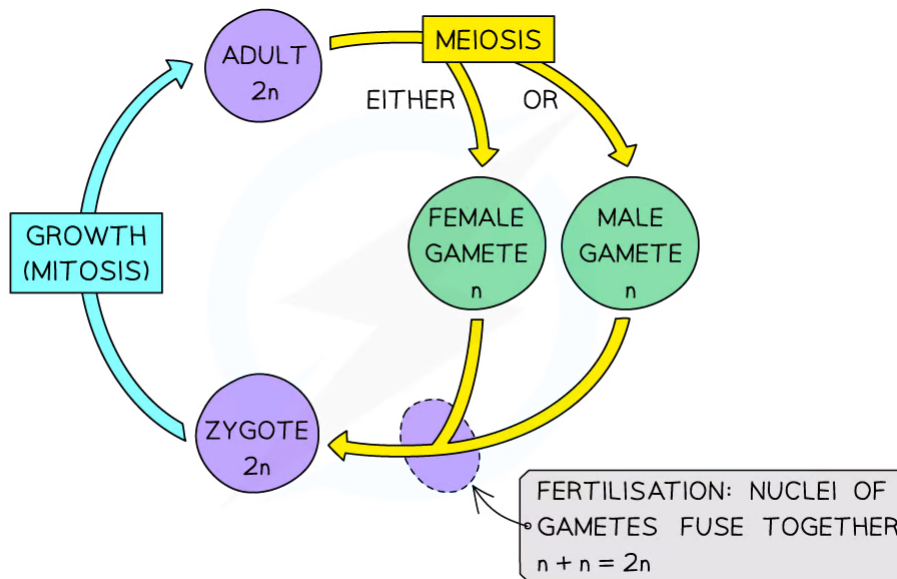 ADULT
2n
MEIOSIS
EITHER
OR
FEMALE
GAMETE
n
MALE
GAMETE
n
GROWTH
(MITOSIS)
ZYGOTE
2n
FERTILISATION: NUCLEI OF
GAMETES FUSE TOGETHER
n + n = 2n